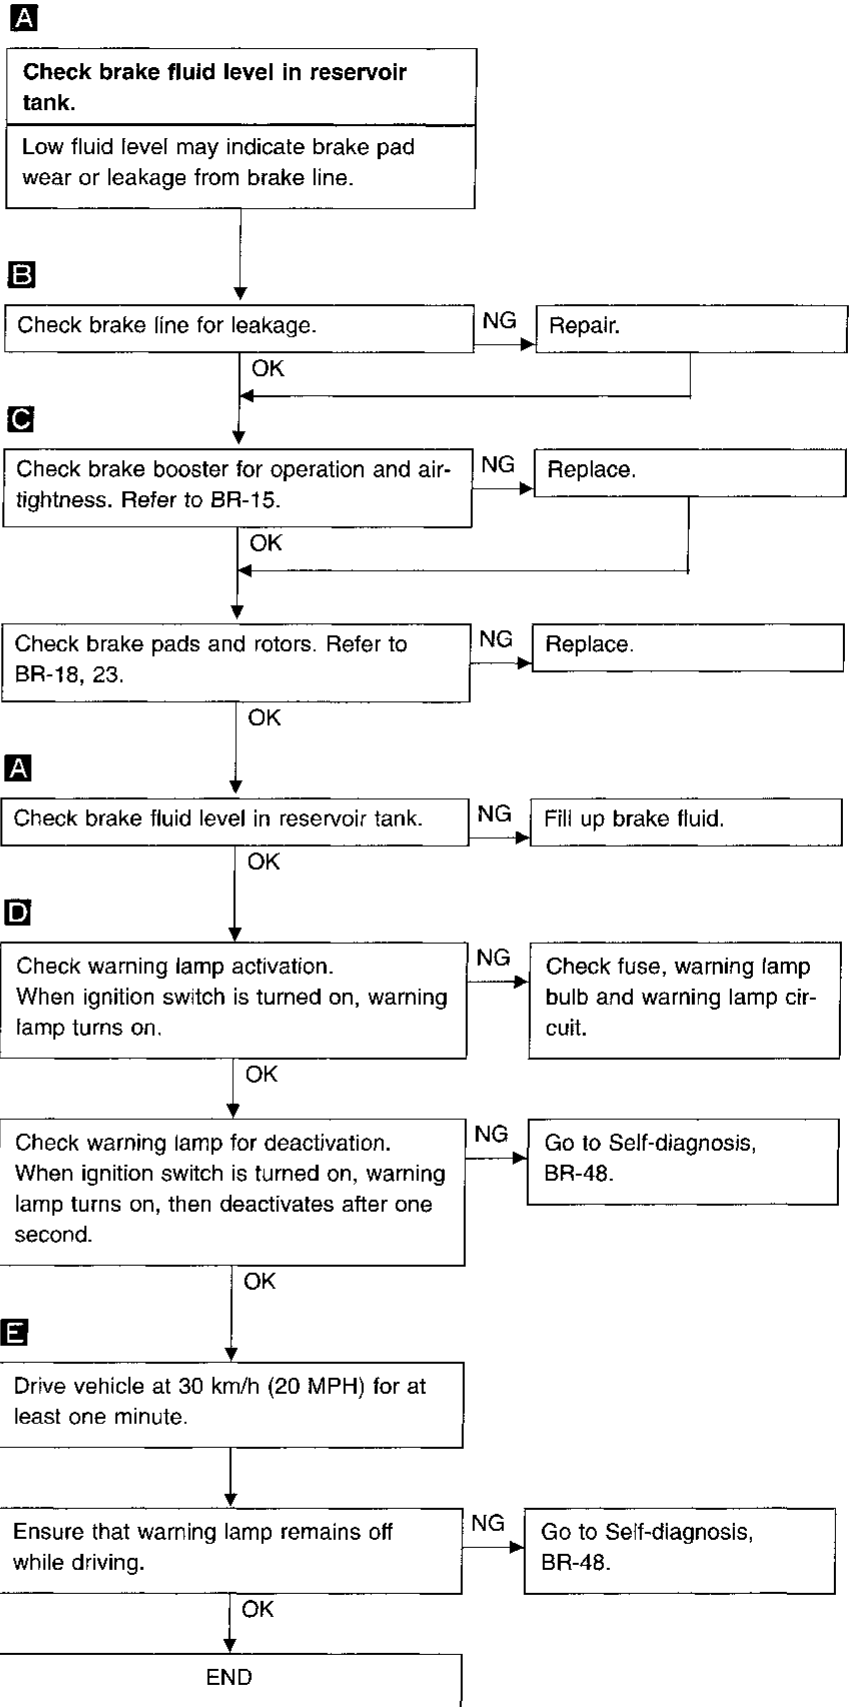 A
Check brake fluid level in reservoir
tank.
Low fluid level may indicate brake pad
wear or leakage from brake line.
B
Check brake line for leakage.
NG
Repair.
OK
C
Check brake booster for operation and air-
tightness. Refer to BR-15.
NG
Replace.
OK
Check brake pads and rotors. Refer to
BR-18, 23.
NG
Replace.
OK
A
Check brake fluid level in reservoir tank.
NG
Fill up brake fluid.
OK
D
Check warning lamp activation.
When ignition switch is turned on, warning
lamp turns on.
NG
Check fuse, warning lamp
bulb and warning lamp cir-
cuit.
OK
Check warning lamp for deactivation.
When ignition switch is turned on, warning
lamp turns on, then deactivates after one
second.
NG
Go to Self-diagnosis,
BR-48.
OK
E
Drive vehicle at 30 km/h (20 MPH) for at
least one minute.
Ensure that warning lamp remains off
while driving.
NG
Go to Self-diagnosis,
BR-48.
OK
END